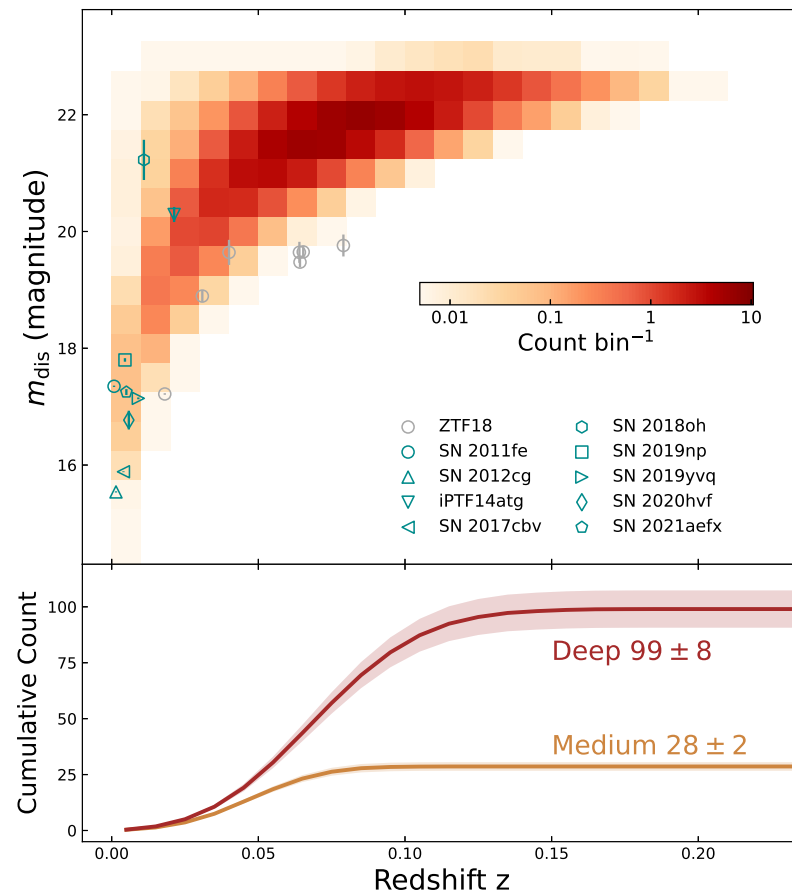 22
20
18
16
m_dis (magnitude)
0.01 0.1 1 10
Count bin⁻¹
ZTF18
SN 2011fe
SN 2012cg
iPTF14atg
SN 2017cbv
SN 2018oh
SN 2019np
SN 2019yvq
SN 2020hvf
SN 2021aefx
100
75
50
25
0
Cumulative Count
Deep 99 ± 8
Medium 28 ± 2
0.00 0.05 0.10 0.15 0.20
Redshift z